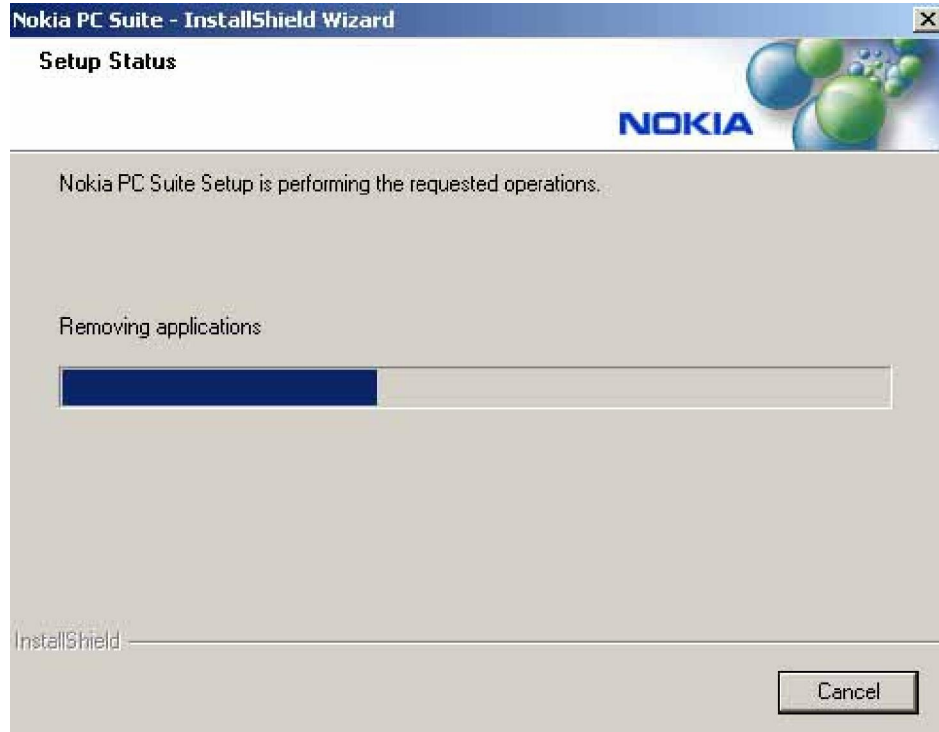 Nokia PC Suite - InstallShield Wizard
Setup Status
NOKIA
Nokia PC Suite Setup is performing the requested operations.
Removing applications
InstallShield
Cancel